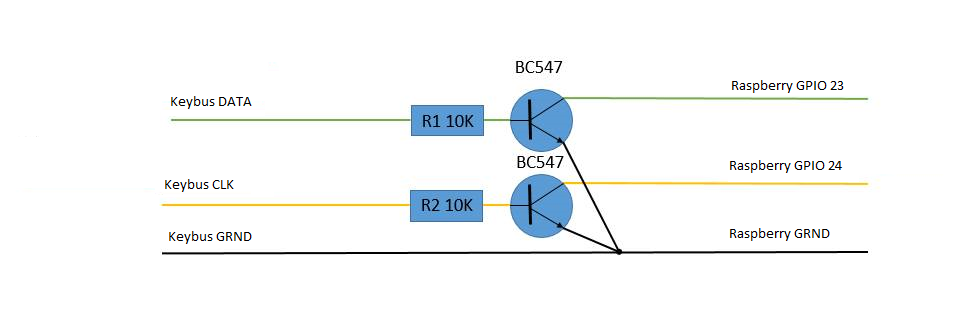 BC547
Raspberry GPIO 23
Keybus DATA
R1 10K
BC547
Raspberry GPIO 24
Keybus CLK
R2 10K
Keybus GRND
Raspberry GRND